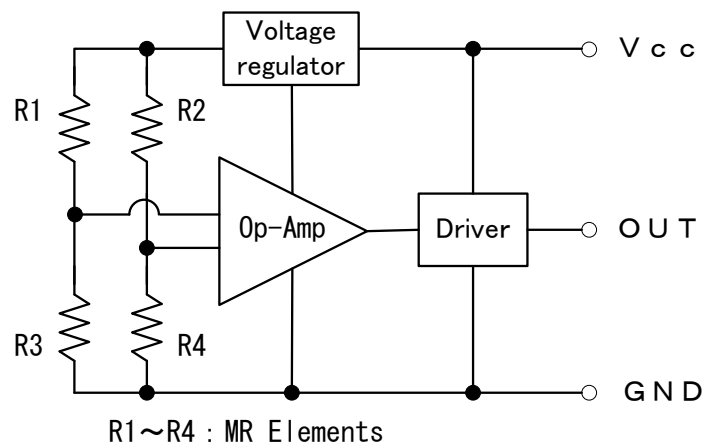 Voltage
regulator
Ｖｃｃ
R1
R2
Op-Amp
Driver
ＯＵＴ
R3
R4
ＧＮＤ
R1～R4 : MR Elements